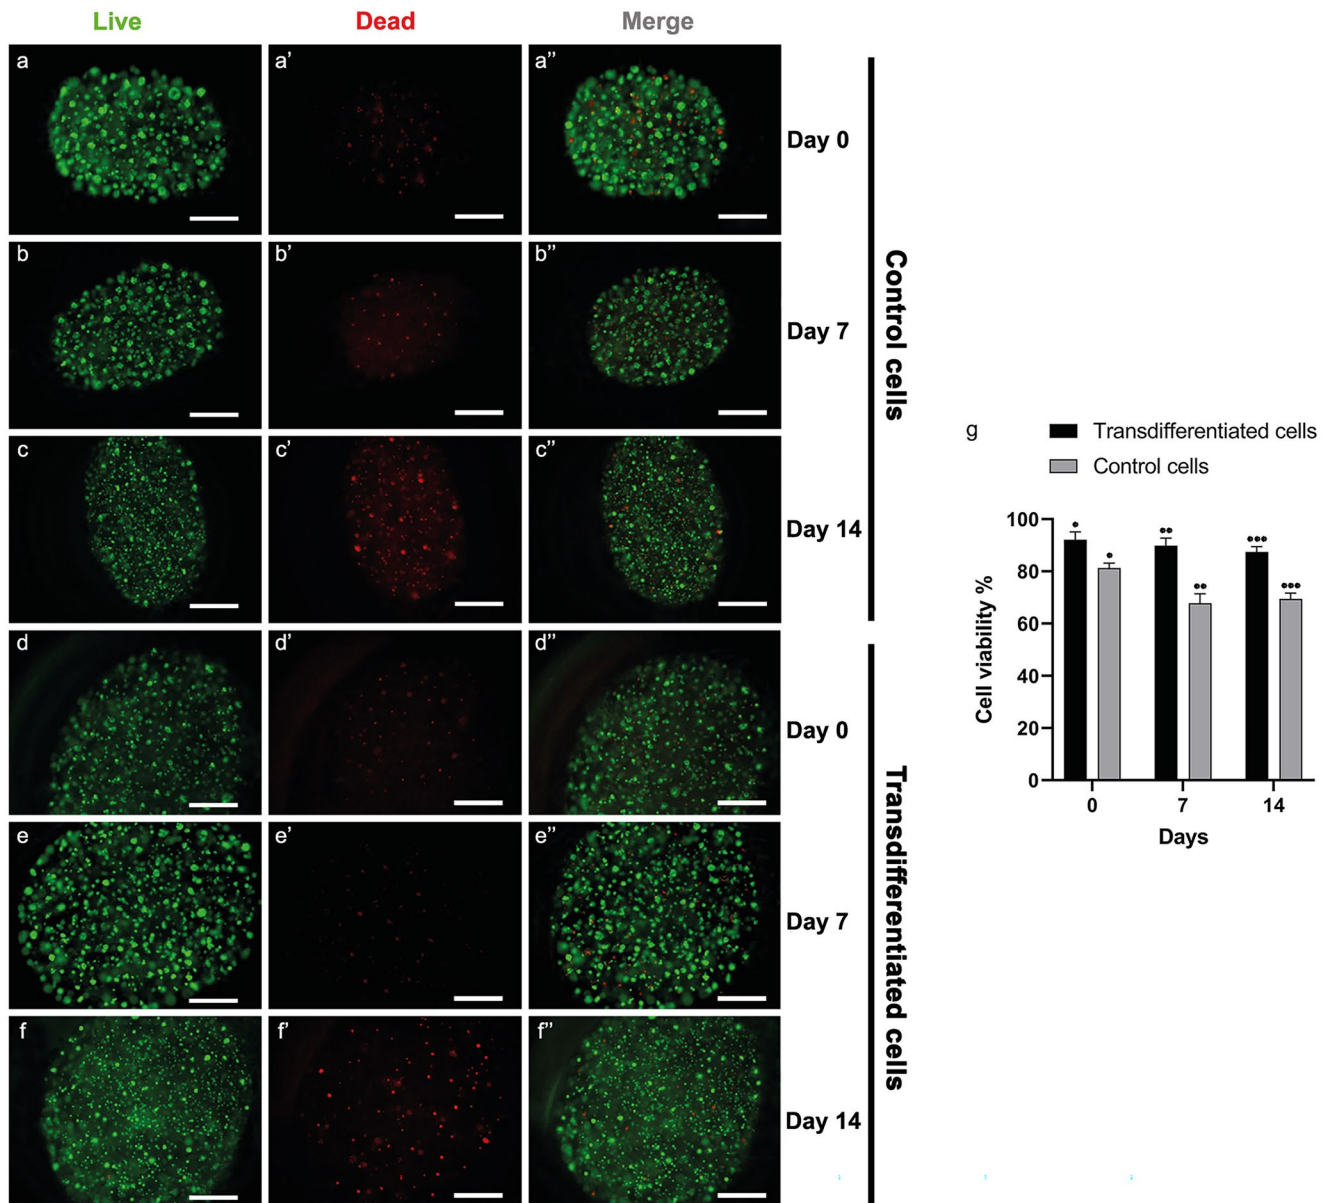 Live Dead Merge
a a' a''
Day 0
b b' b''
Day 7
c c' c''
Day 14
Control cells
d d' d''
Day 0
e e' e''
Day 7
f f' f''
Day 14
Transdifferentiated cells
g
Transdifferentiated cells
Control cells
Cell viability %
100
80
60
40
20
0
0 7 14
Days